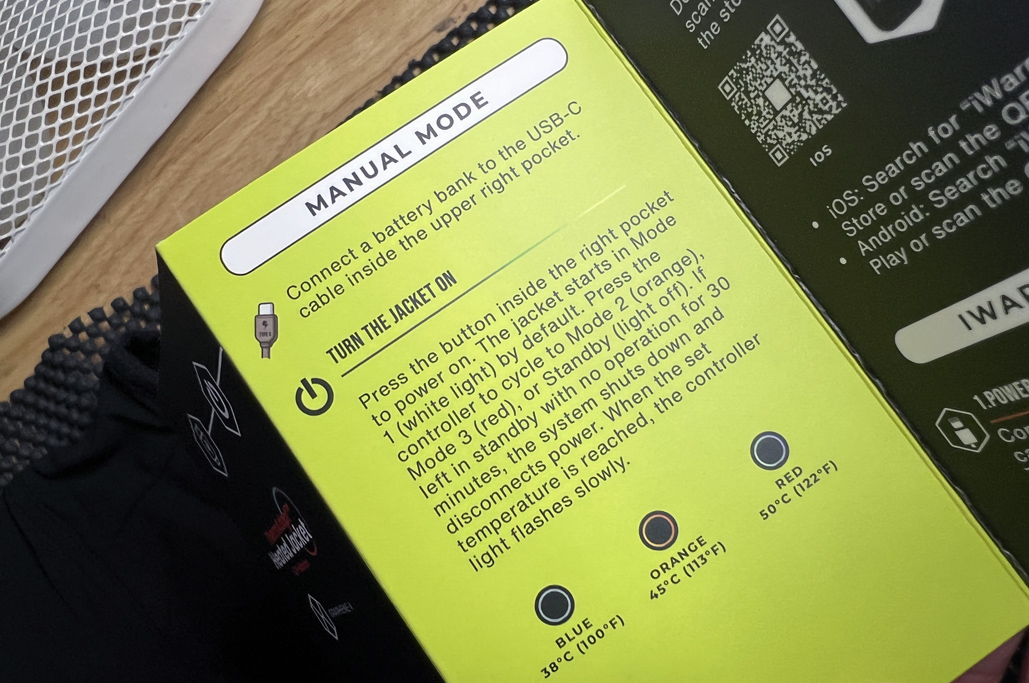 MANUAL MODE
Connect a battery bank to the USB-C
cable inside the upper right pocket.
TURN THE JACKET ON
Press the button inside the right pocket
to power on. The jacket starts in Mode
1 (white light) by default. Press the
controller to cycle to Mode 2 (orange),
Mode 3 (red), or Standby (light off). If
left in standby with no operation for 30
minutes, the system shuts down and
disconnects power. When the set
temperature is reached, the controller
light flashes slowly.
BLUE
38°C (100°F)
ORANGE
45°C (113°F)
RED
50°C (122°F)
Heated Jacket
scan
the
iOS
iOS: Search for
Store or scan the
Android: Search
Play or scan the
1.POWER